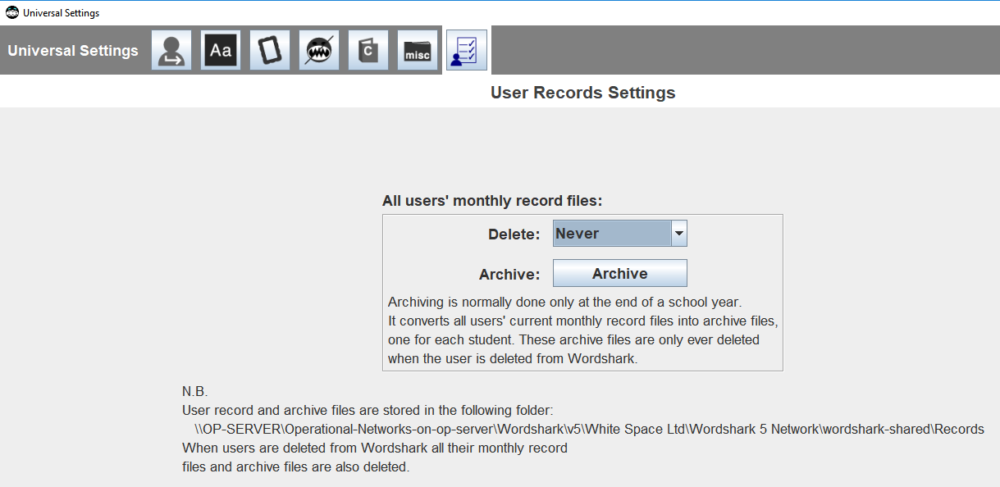 Universal Settings
Universal Settings
Aa
C
misc
User Records Settings
All users' monthly record files:
Delete: Never
Archive: Archive
Archiving is normally done only at the end of a school year.
It converts all users' current monthly record files into archive files,
one for each student. These archive files are only ever deleted
when the user is deleted from Wordshark.
N.B.
User record and archive files are stored in the following folder:
\\OP-SERVER\Operational-Networks-on-op-server\Wordshark\v5\White Space Ltd\Wordshark 5 Network\wordshark-shared\Records
When users are deleted from Wordshark all their monthly record
files and archive files are also deleted.